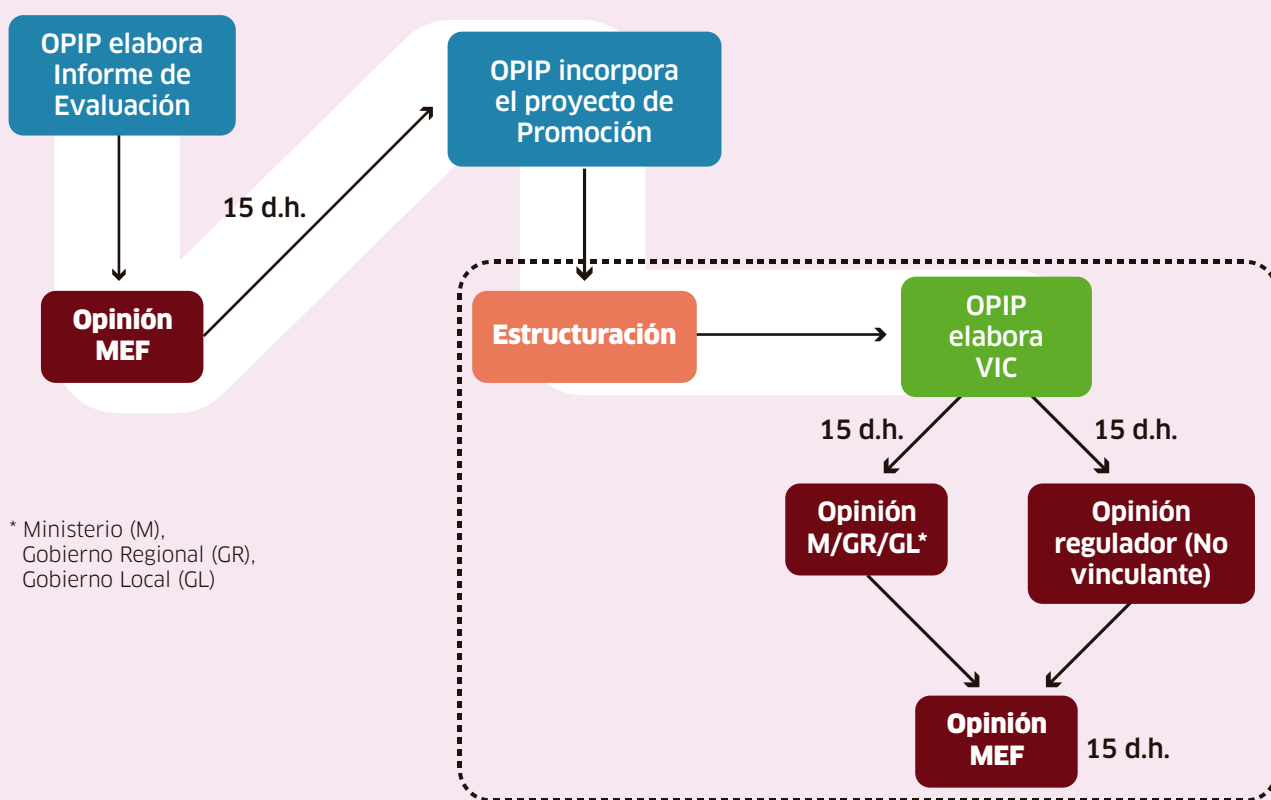 OPIP elabora
Informe de
Evaluación
15 d.h.
Opinión
MEF
OPIP incorpora
el proyecto de
Promoción
Estructuración
OPIP
elabora
VIC
15 d.h.
15 d.h.
Opinión
M/GR/GL*
Opinión
regulador (No
vinculante)
Opinión
MEF
15 d.h.
* Ministerio (M),
Gobierno Regional (GR),
Gobierno Local (GL)